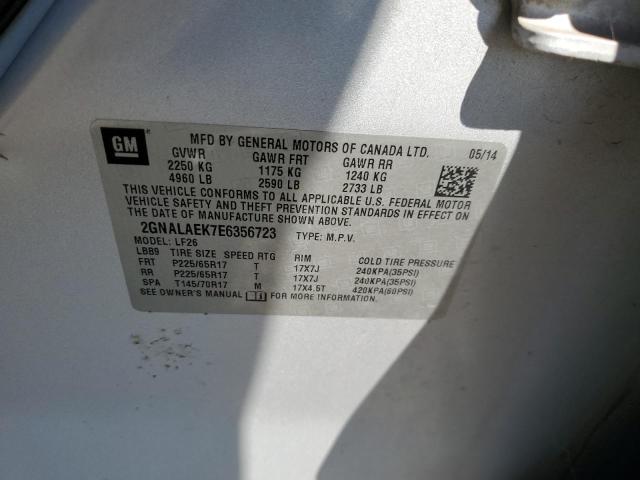 GM
MFD BY GENERAL MOTORS OF CANADA LTD. 05/14
GVWR GAWR FRT GAWR RR
2250 KG 1175 KG 1240 KG
4960 LB 2590 LB 2733 LB
THIS VEHICLE CONFORMS TO ALL APPLICABLE U.S. FEDERAL MOTOR
VEHICLE SAFETY AND THEFT PREVENTION STANDARDS IN EFFECT ON
THE DATE OF MANUFACTURE SHOWN ABOVE.
2GNALAEK7E6356723 TYPE: M.P.V.
MODEL: LF26
LBB9 TIRE SIZE SPEED RTG RIM COLD TIRE PRESSURE
FRT P225/65R17 T 17X7J 240KPA(35PSI)
RR P225/65R17 T 17X7J 240KPA(35PSI)
SPA T145/70R17 M 17X4.5T 420KPA(60PSI)
SEE OWNER'S MANUAL FOR MORE INFORMATION